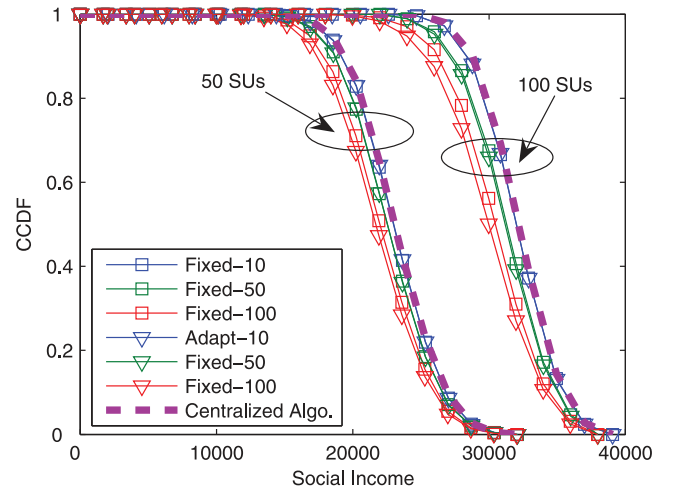 1
0.8
0.6
0.4
0.2
0
CCDF
50 SUs
100 SUs
Fixed-10
Fixed-50
Fixed-100
Adapt-10
Fixed-50
Fixed-100
Centralized Algo.
0 10000 20000 30000 40000
Social Income